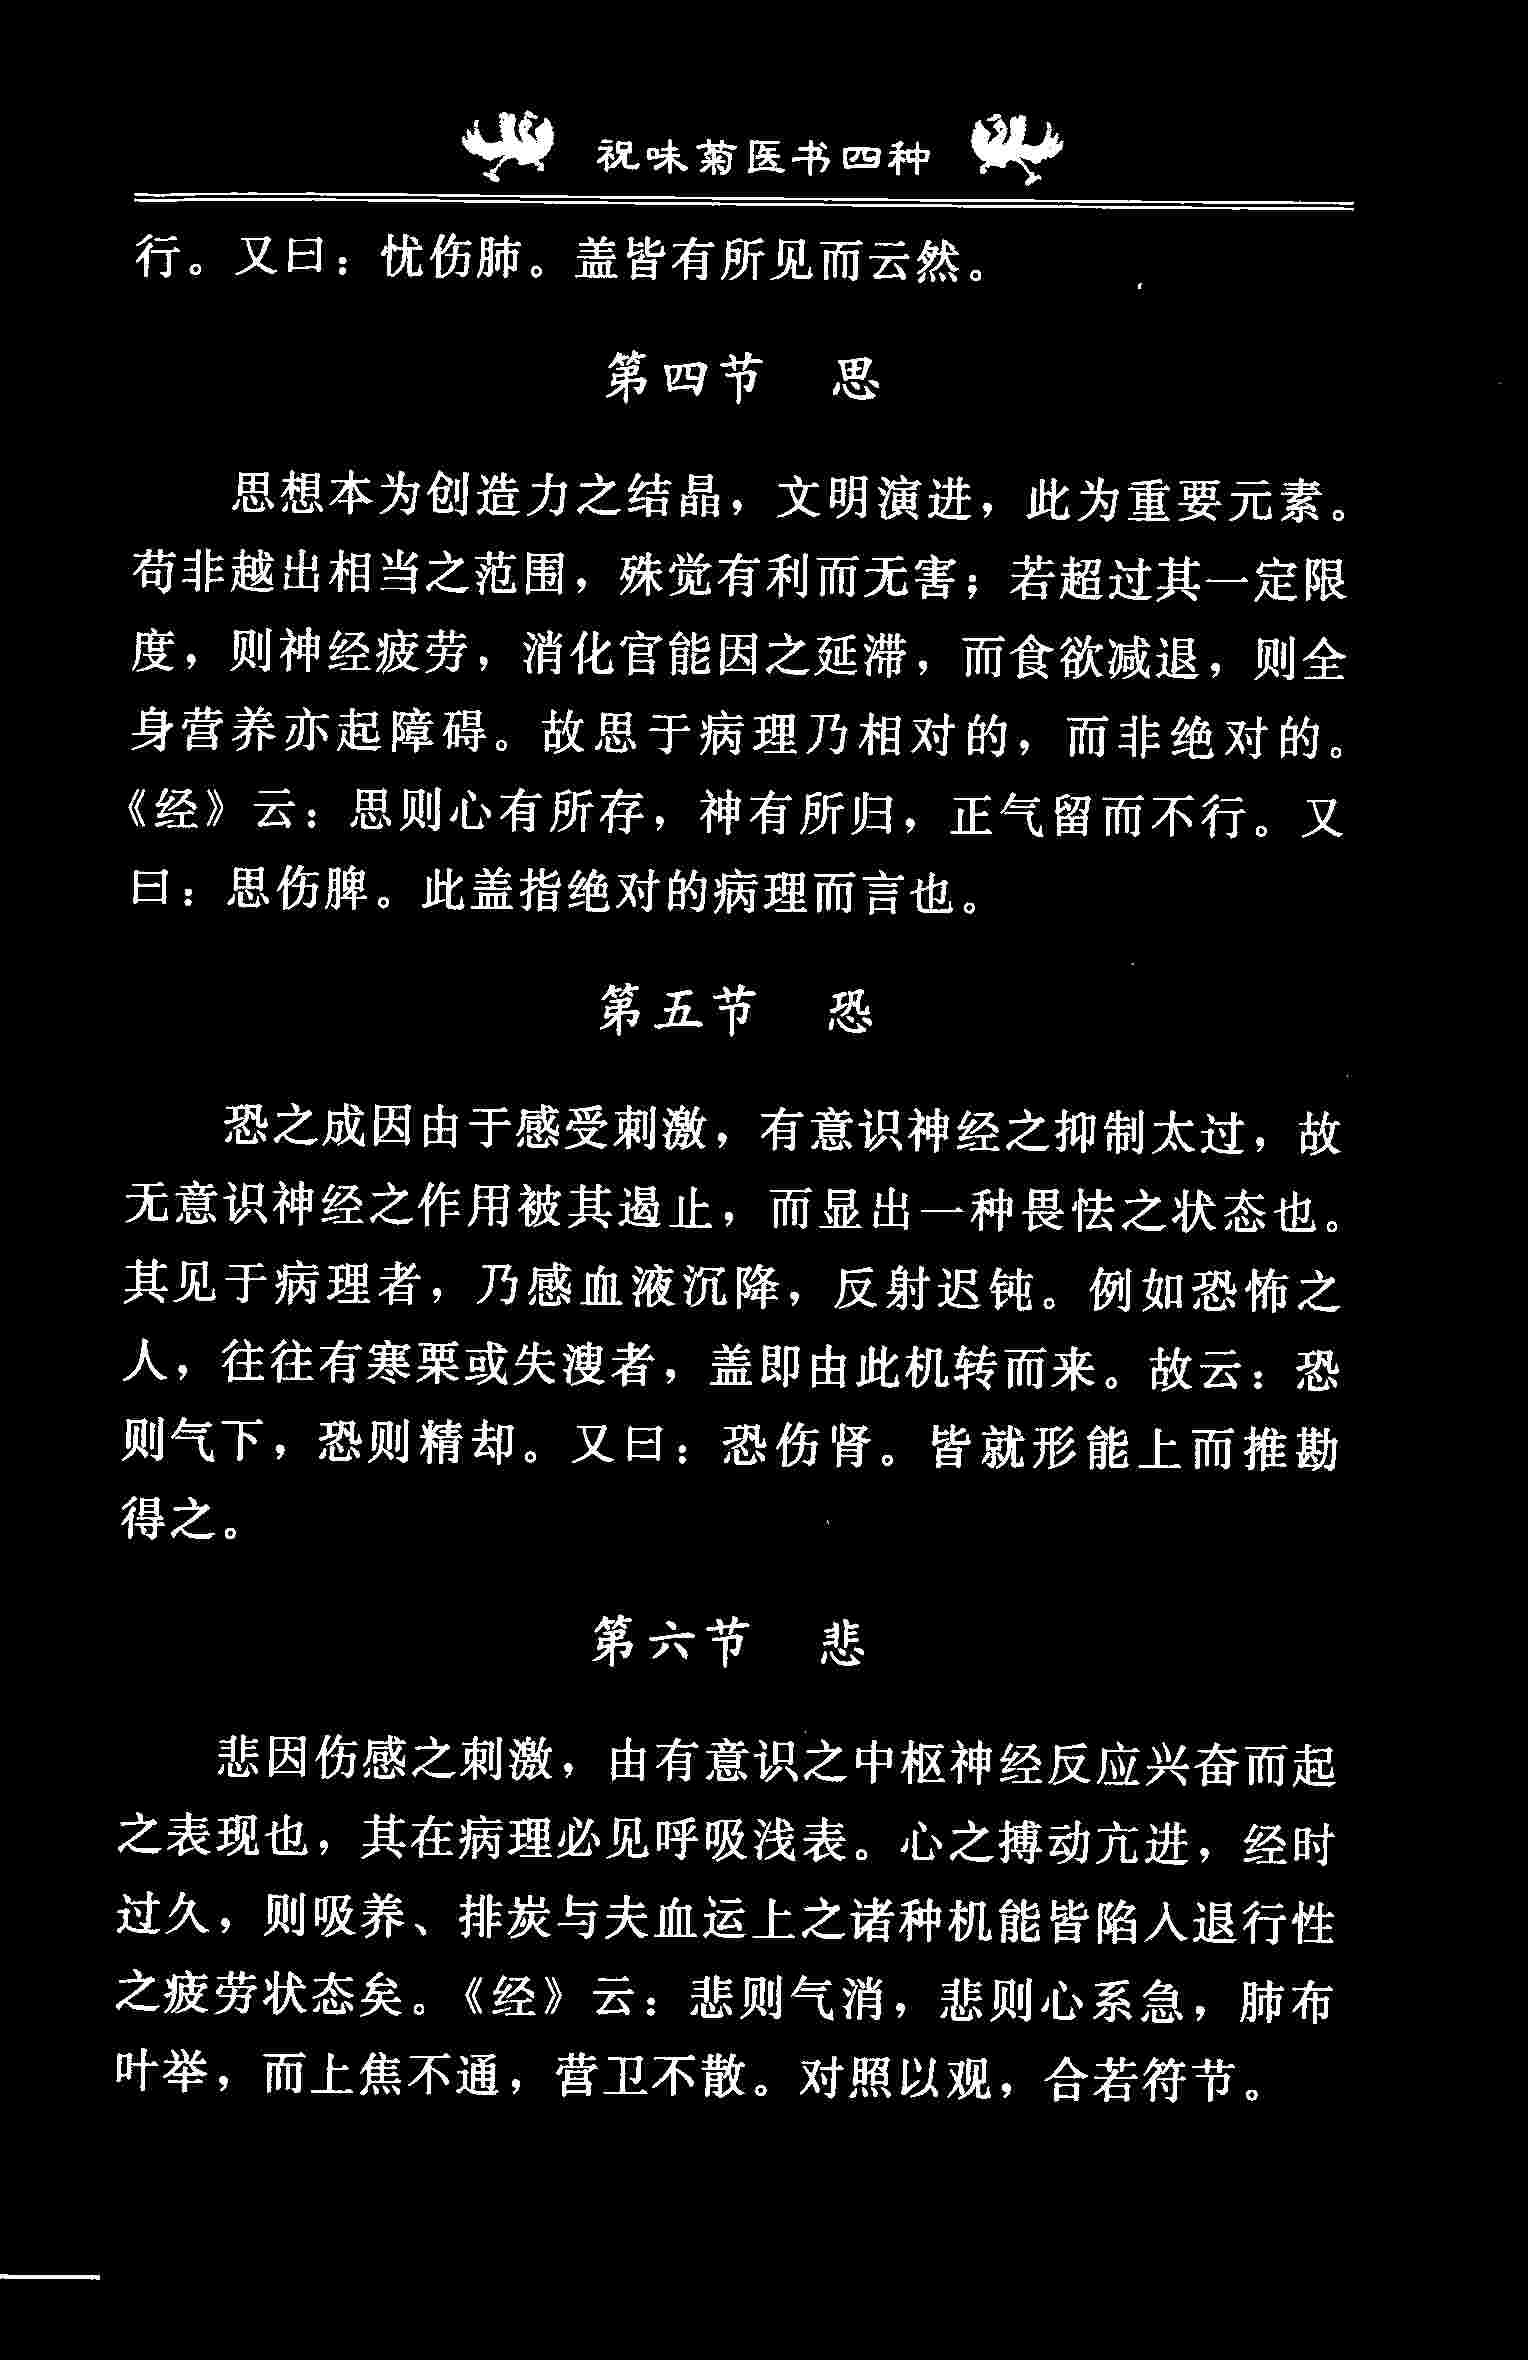 祝味菊医书四种
行。又曰：忧伤肺。盖皆有所见而云然。
第四节　思
思想本为创造力之结晶，文明演进，此为重要元素。
苟非越出相当之范围，殊觉有利而无害；若超过其一定限
度，则神经疲劳，消化官能因之延滞，而食欲减退，则全
身营养亦起障碍。故思于病理乃相对的，而非绝对的。
《经》云：思则心有所存，神有所归，正气留而不行。又
曰：思伤脾。此盖指绝对的病理而言也。
第五节　恐
恐之成因由于感受刺激，有意识神经之抑制太过，故
无意识神经之作用被其遏止，而显出一种畏怯之状态也。
其见于病理者，乃感血液沉降，反射迟钝。例如恐怖之
人，往往有寒栗或失溲者，盖即由此机转而来。故云：恐
则气下，恐则精却。又曰：恐伤肾。皆就形能上而推勘
得之。
第六节　悲
悲因伤感之刺激，由有意识之中枢神经反应兴奋而起
之表现也，其在病理必见呼吸浅表。心之搏动亢进，经时
过久，则吸养、排炭与夫血运上之诸种机能皆陷入退行性
之疲劳状态矣。《经》云：悲则气消，悲则心系急，肺布
叶举，而上焦不通，营卫不散。对照以观，合若符节。